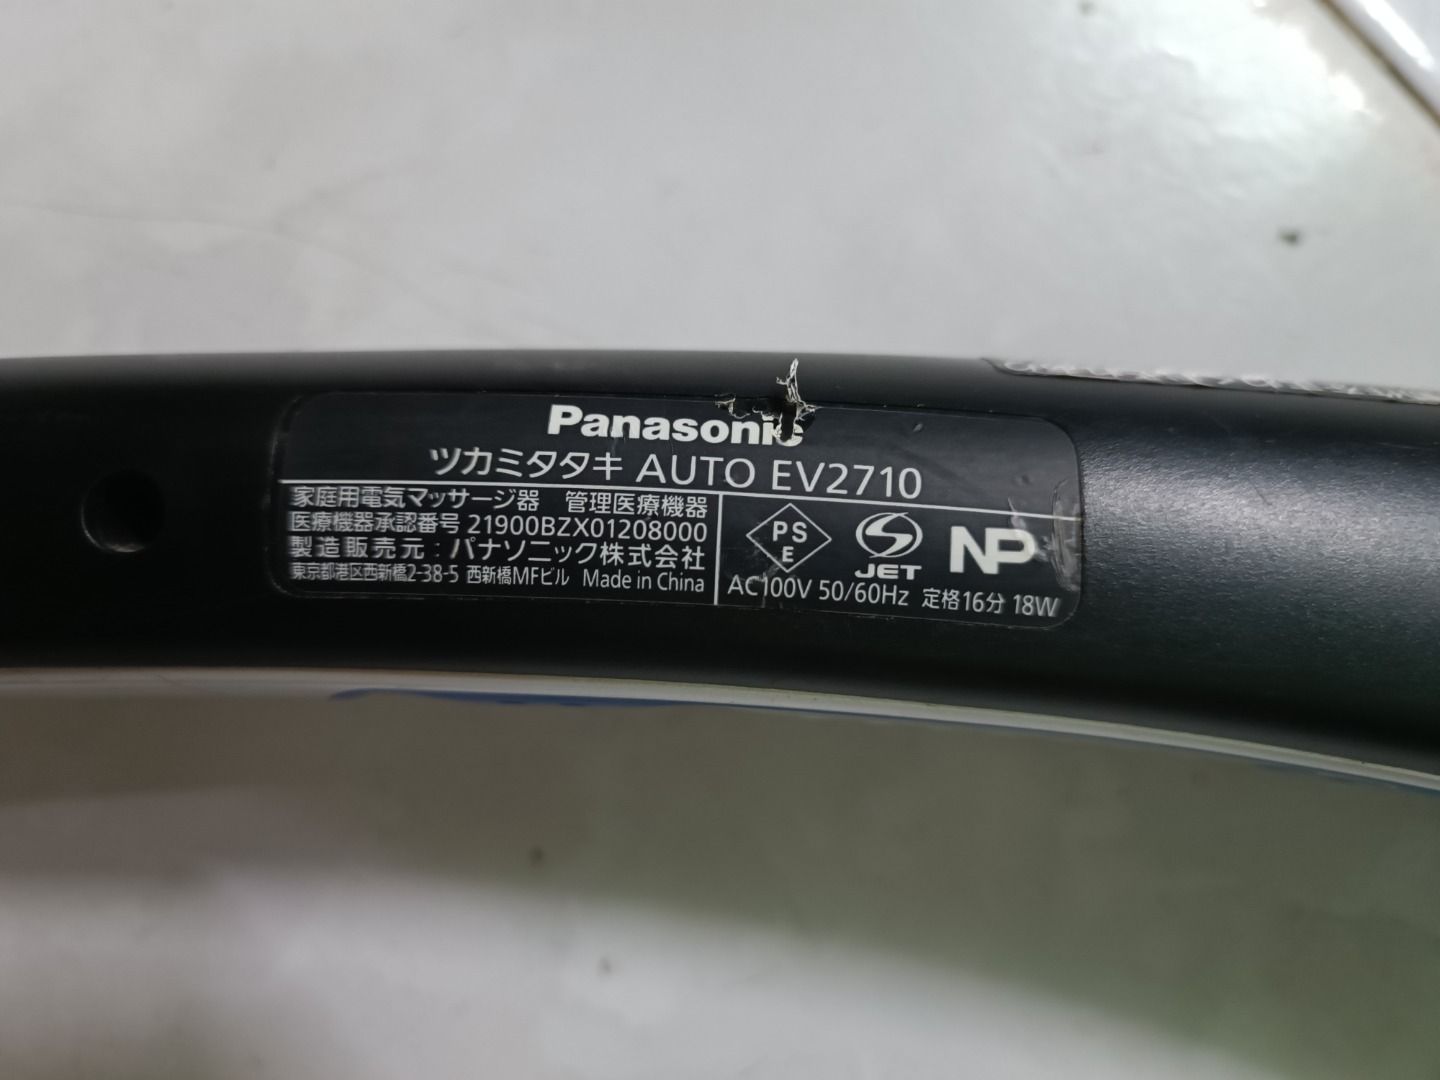 Panasonic
ツカミタタキ AUTO EV2710
家庭用電気マッサージ器 管理医療機器
医療機器承認番号 21900BZX01208000
製造販売元：パナソニック株式会社
東京都港区西新橋2-38-5 西新橋MFビル Made in China
PS
E
JET
NP
AC100V 50/60Hz 定格16分 18W